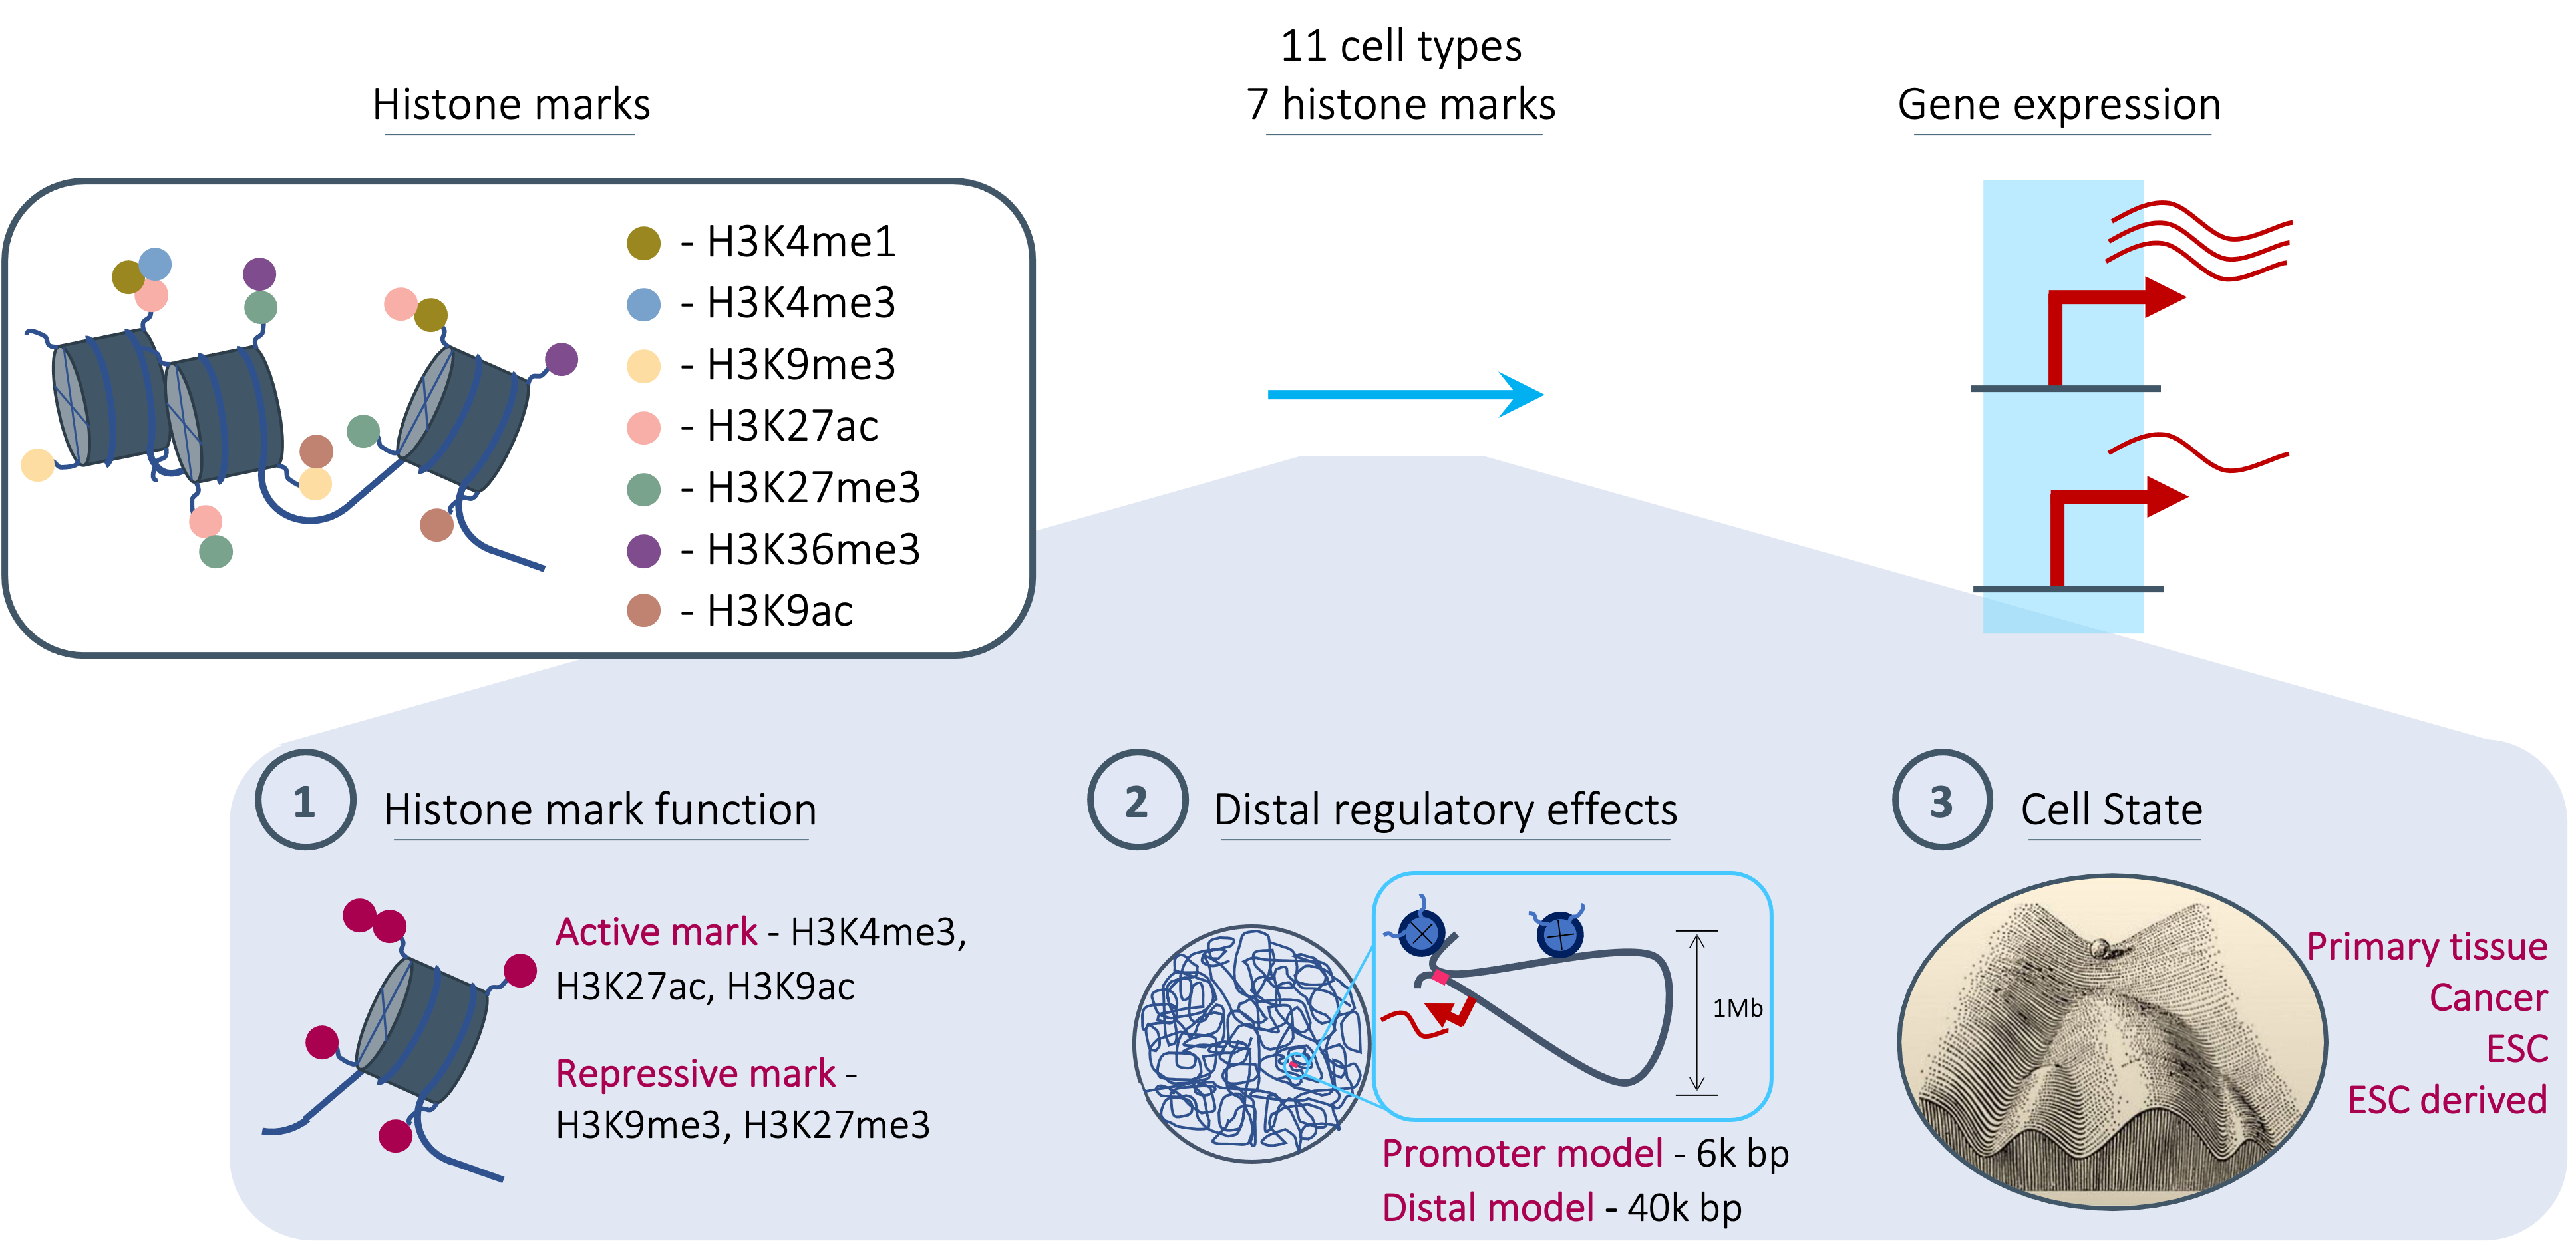 11 cell types
Histone marks
7 histone marks
Gene expression
- H3K4me1
- H3K4me3
- H3K9me3
- H3K27ac
- H3K27me3
- H3K36me3
- H3K9ac
1
Histone mark function
Active mark - H3K4me3,
H3K27ac, H3K9ac
Repressive mark -
H3K9me3, H3K27me3
2
Distal regulatory effects
1Mb
Promoter model - 6k bp
Distal model - 40k bp
3
Cell State
Primary tissue
Cancer
ESC
ESC derived